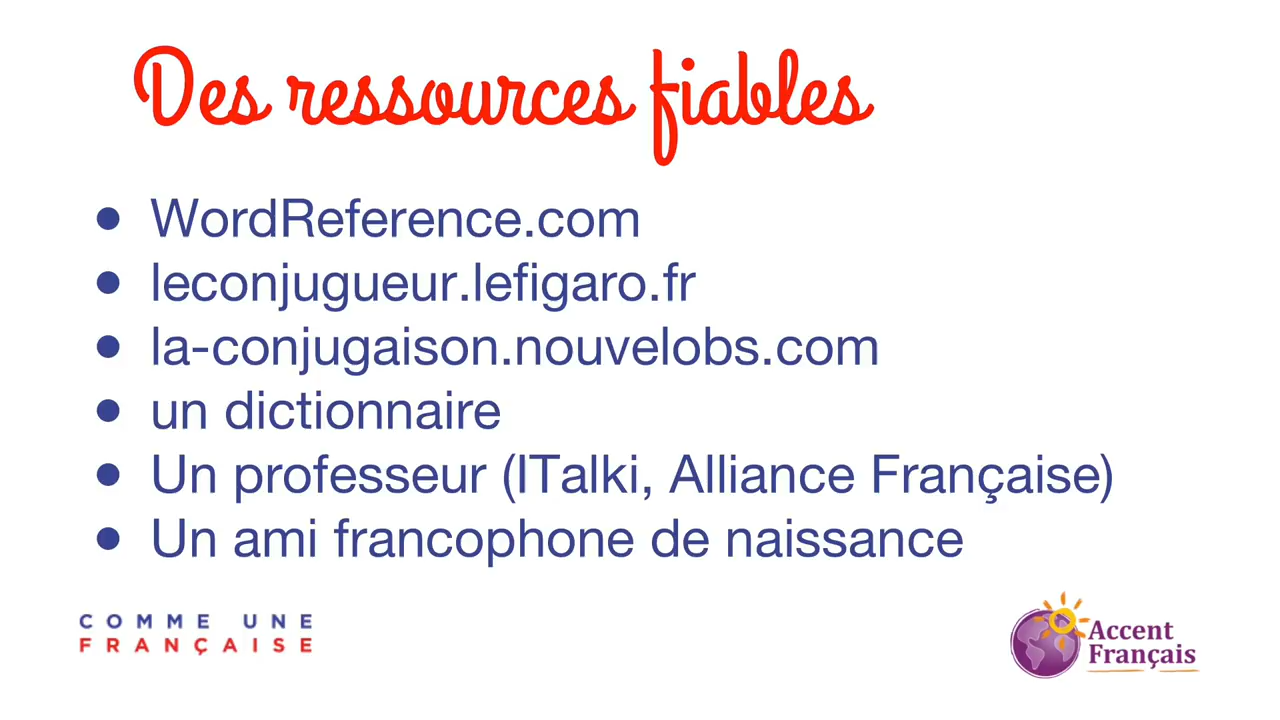 Des ressources fiables
• WordReference.com
• leconjugueur.lefigaro.fr
• la-conjugaison.nouvelobs.com
• un dictionnaire
• Un professeur (ITalki, Alliance Française)
• Un ami francophone de naissance
COMME UNE
FRANÇAISE
Accent
Français